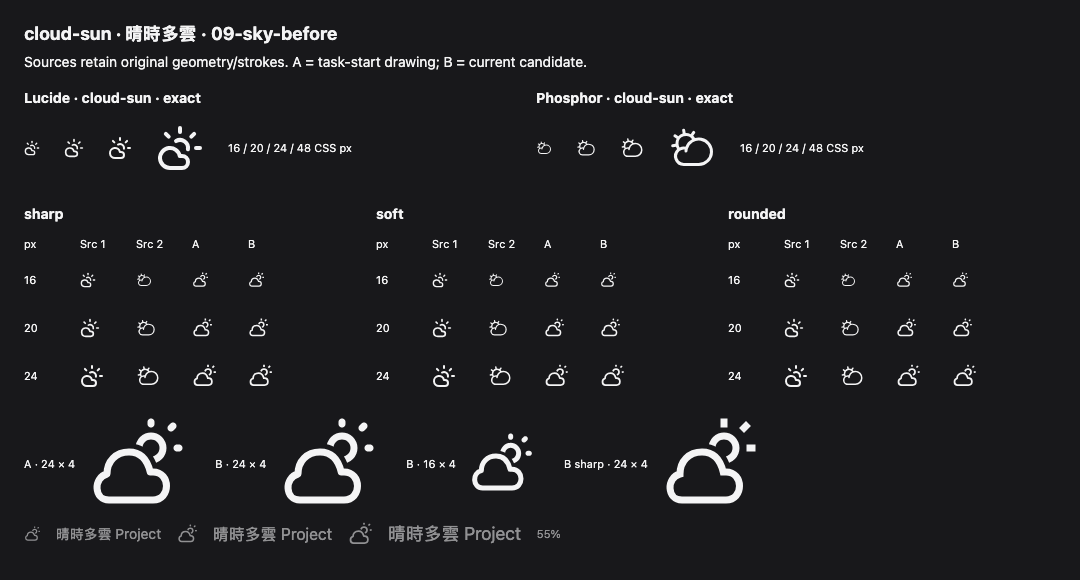 cloud-sun · 晴時多雲 · 09-sky-before
Sources retain original geometry/strokes. A = task-start drawing; B = current candidate.
Lucide · cloud-sun · exact
Phosphor · cloud-sun · exact
16 / 20 / 24 / 48 CSS px
16 / 20 / 24 / 48 CSS px
sharp
soft
rounded
px Src 1 Src 2 A B
px Src 1 Src 2 A B
px Src 1 Src 2 A B
16
16
16
20
20
20
24
24
24
A · 24 × 4
B · 24 × 4
B · 16 × 4
B sharp · 24 × 4
晴時多雲 Project
晴時多雲 Project
晴時多雲 Project
55%